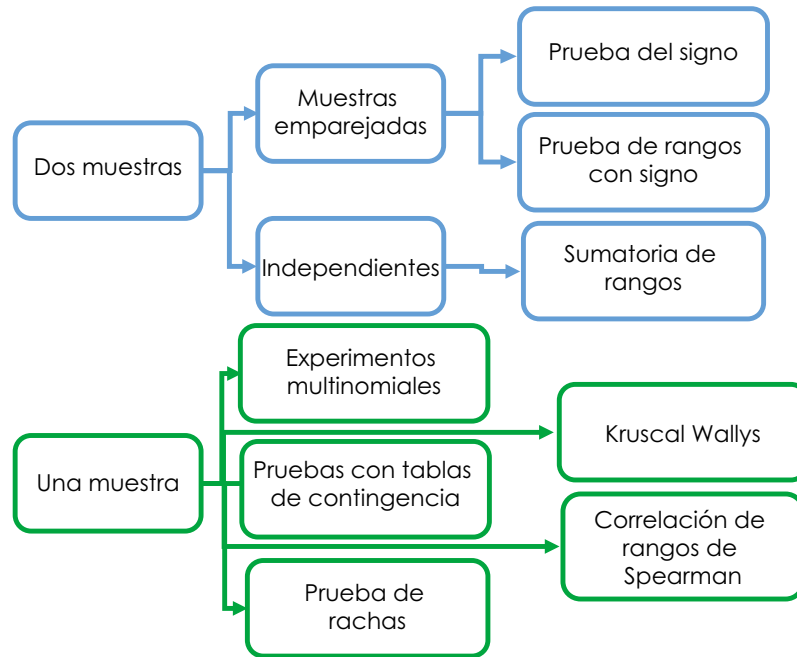 Prueba del signo
Muestras
emparejadas
Prueba de rangos
con signo
Dos muestras
Independientes
Sumatoria de
rangos
Experimentos
multinomiales
Kruscal Wallys
Una muestra
Pruebas con tablas
de contingencia
Correlación de
rangos de
Spearman
Prueba de
rachas